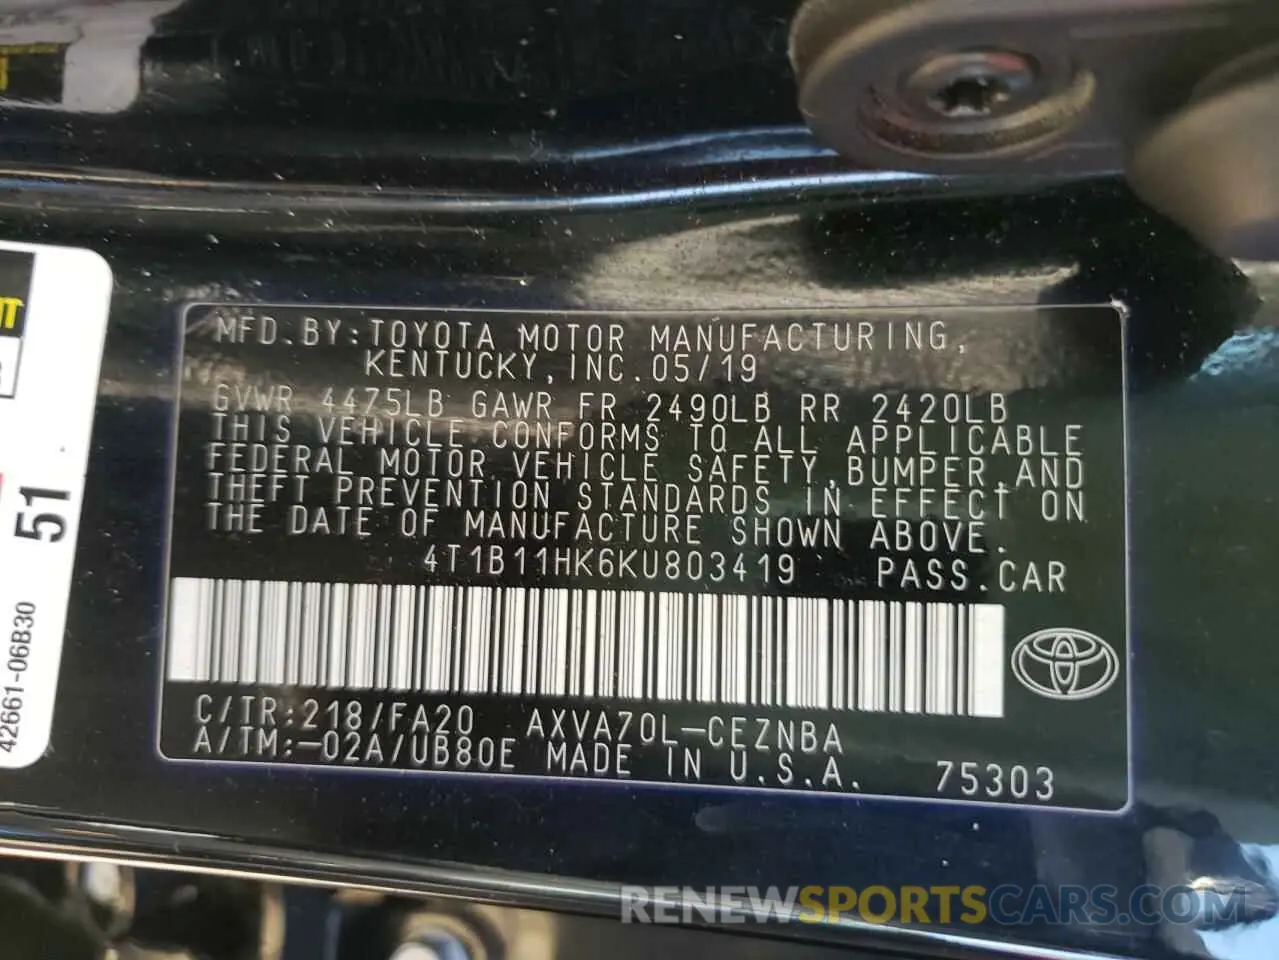 MFD.BY:TOYOTA MOTOR MANUFACTURING,
KENTUCKY,INC.05/19
GVWR 4475LB GAWR FR 2490LB RR 2420LB
THIS VEHICLE CONFORMS TO ALL APPLICABLE
FEDERAL MOTOR VEHICLE SAFETY,BUMPER,AND
THEFT PREVENTION STANDARDS IN EFFECT ON
THE DATE OF MANUFACTURE SHOWN ABOVE.
4T1B11HK6KU803419 PASS.CAR
C/TR:218/FA20 AXVA70L-CEZNBA
A/TM:-02A/UB80E MADE IN U.S.A. 75303
51
42661-06B30
RENEWSPORTSCARS.COM